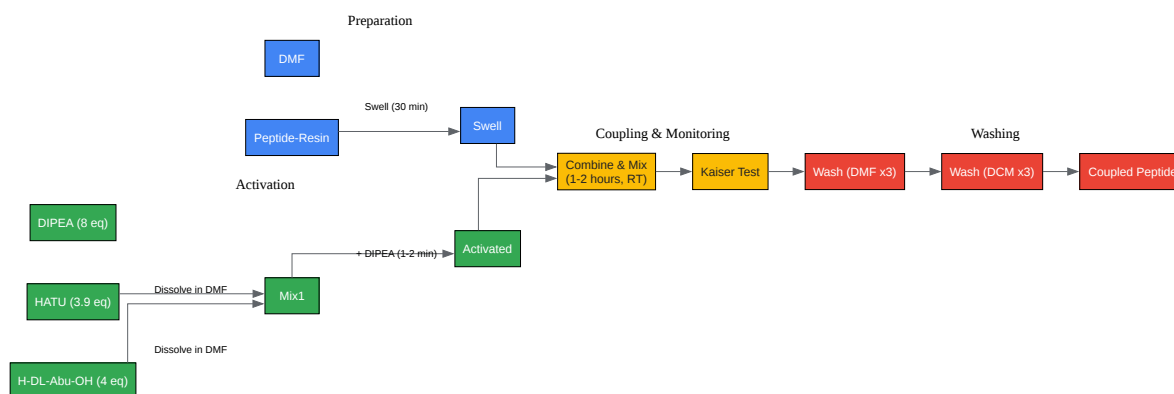 Preparation
DMF
Swell (30 min)
Peptide-Resin
Swell
Coupling & Monitoring
Washing
Combine & Mix
(1-2 hours, RT)
Kaiser Test
Wash (DMF x3)
Wash (DCM x3)
Coupled Peptide
Activation
DIPEA (8 eq)
+ DIPEA (1-2 min)
Activated
HATU (3.9 eq)
Dissolve in DMF
Mix1
Dissolve in DMF
H-DL-Abu-OH (4 eq)